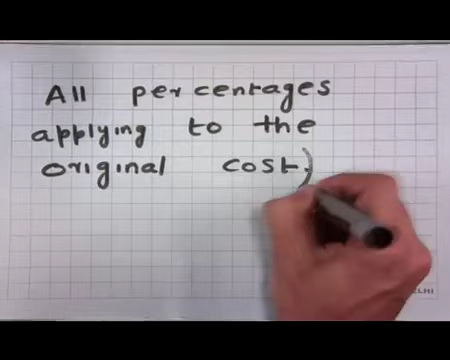 All percentages
applying to the
original cost)